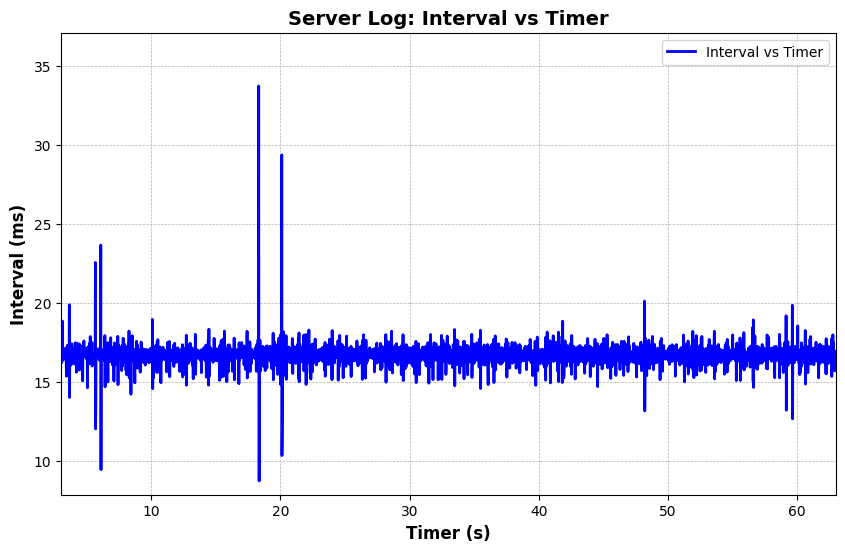 Server Log: Interval vs Timer
Interval vs Timer
35
30
25
20
15
10
Interval (ms)
10 20 30 40 50 60
Timer (s)